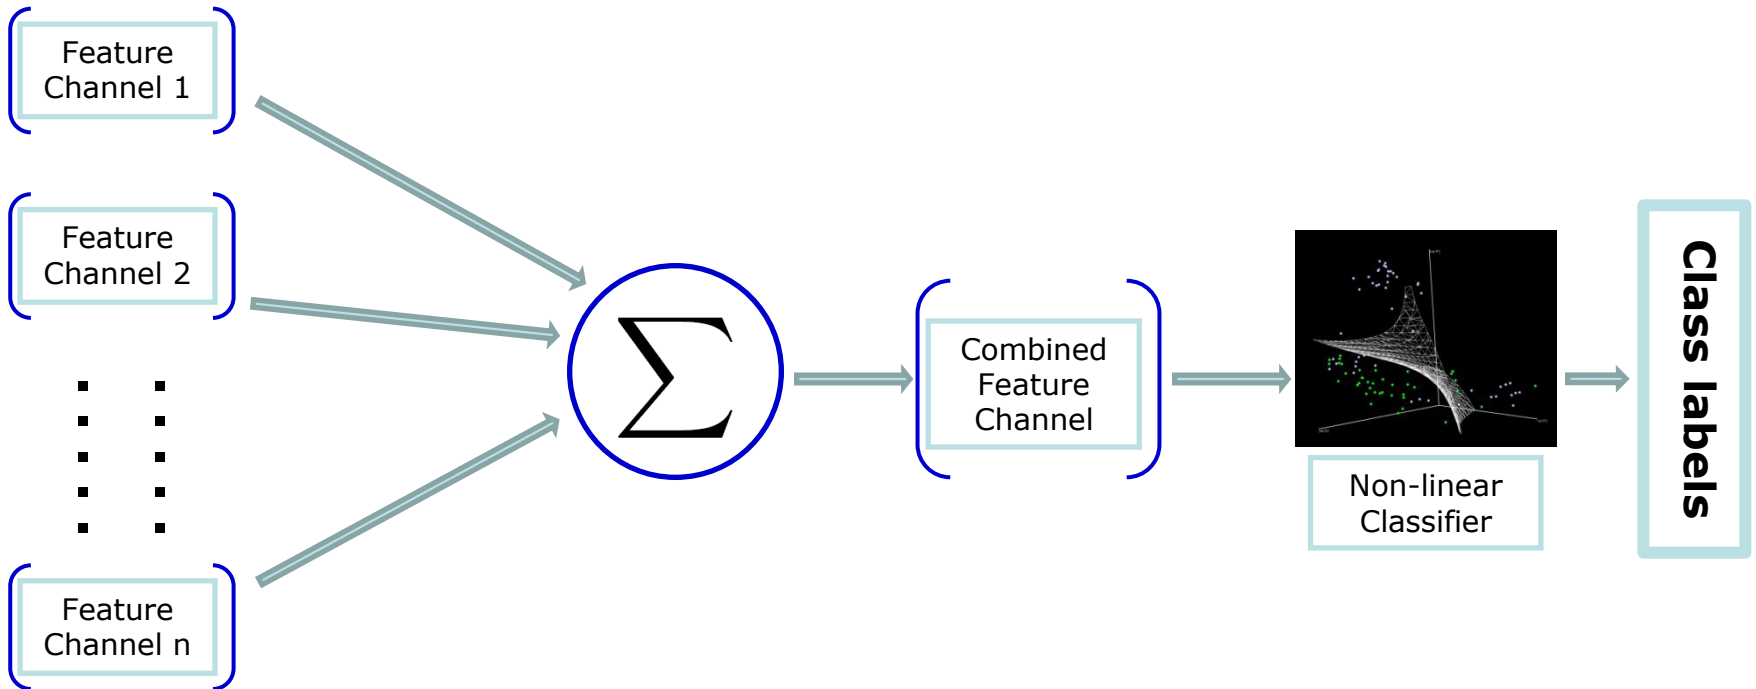 Feature
Channel 1
Feature
Channel 2
Feature
Channel n
Σ
Combined
Feature
Channel
Non-linear
Classifier
Class labels